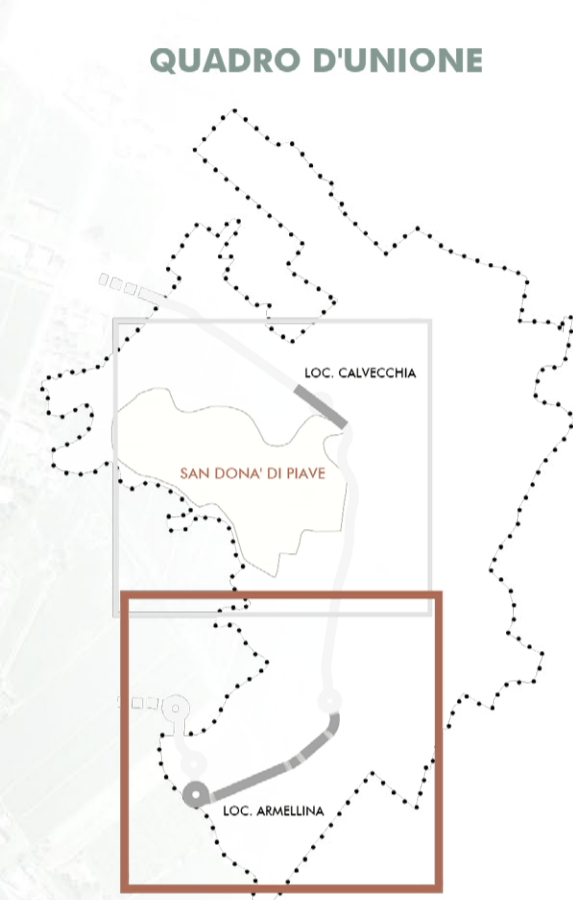 QUADRO D'UNIONE
LOC. CALVECCHIA
SAN DONA' DI PIAVE
LOC. ARMELLINA